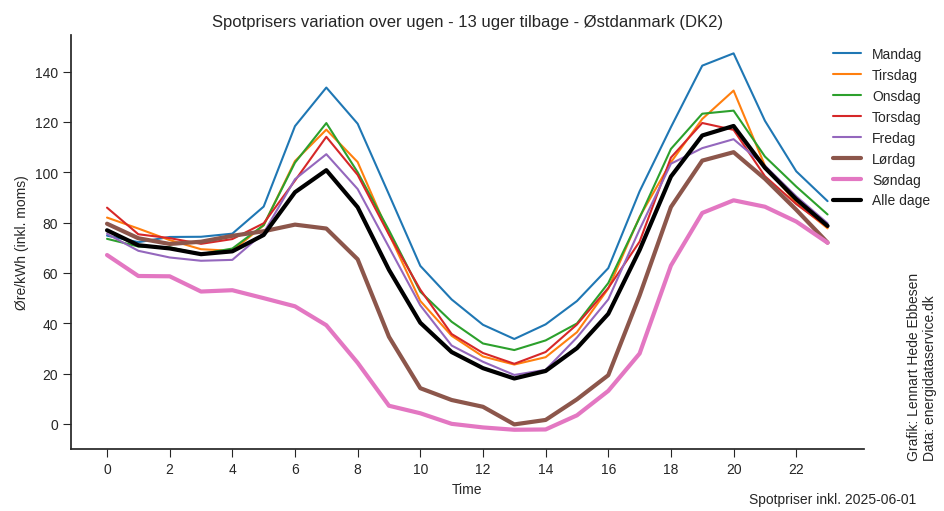 Spotprisers variation over ugen - 13 uger tilbage - Østdanmark (DK2)
Øre/kWh (inkl. moms)
140
120
100
80
60
40
20
0
0 2 4 6 8 10 12 14 16 18 20 22
Time
Mandag
Tirsdag
Onsdag
Torsdag
Fredag
Lørdag
Søndag
Alle dage
Grafik: Lennart Hede Ebbesen
Data: energidataservice.dk
Spotpriser inkl. 2025-06-01